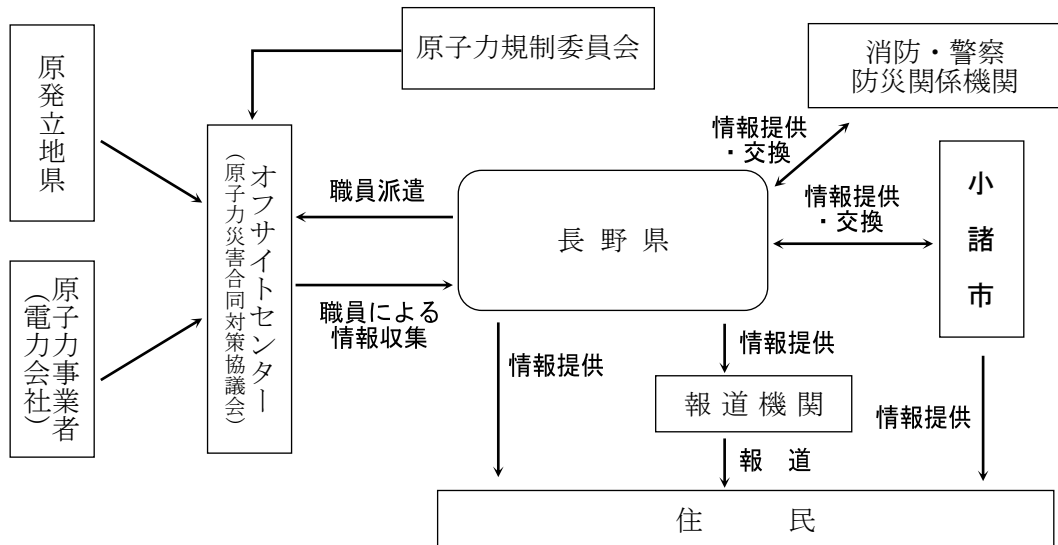 原子力規制委員会
消防・警察
防災関係機関
原発立地県
オフサイトセンター
(原子力災害合同対策協議会)
原子力事業者
(電力会社)
職員派遣
職員による
情報収集
長野県
情報提供
・交換
情報提供
・交換
小諸市
情報提供
情報提供
情報提供
報道機関
報　道
住　　　民